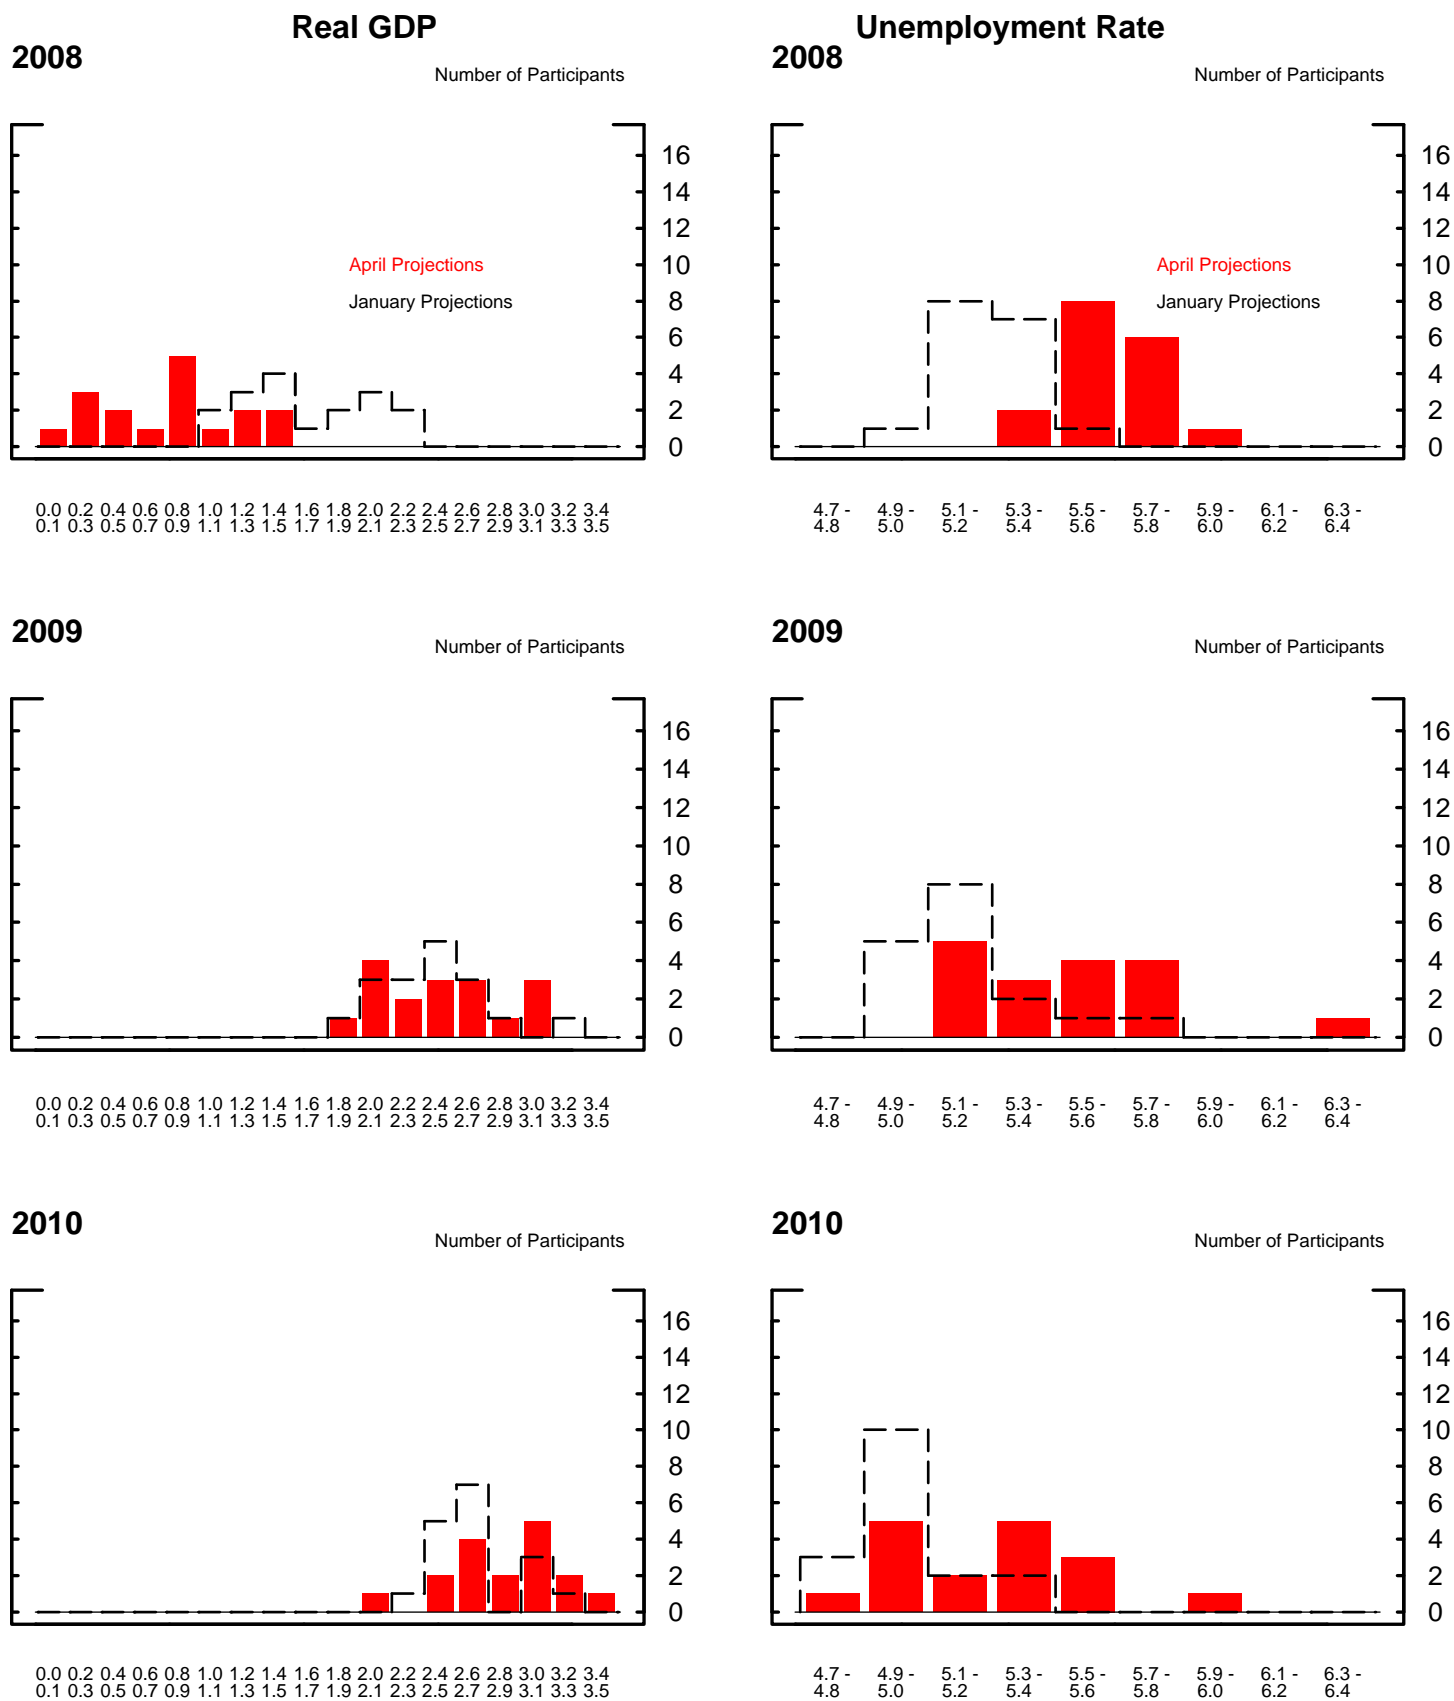 Real GDP
Unemployment Rate
2008
Number of Participants
16
14
12
10
8
6
4
2
0
April Projections
January Projections
0.0 0.2 0.4 0.6 0.8 1.0 1.2 1.4 1.6 1.8 2.0 2.2 2.4 2.6 2.8 3.0 3.2 3.4
0.1 0.3 0.5 0.7 0.9 1.1 1.3 1.5 1.7 1.9 2.1 2.3 2.5 2.7 2.9 3.1 3.3 3.5
2008
Number of Participants
16
14
12
10
8
6
4
2
0
April Projections
January Projections
4.7 - 4.9 - 5.1 - 5.3 - 5.5 - 5.7 - 5.9 - 6.1 - 6.3 -
4.8 5.0 5.2 5.4 5.6 5.8 6.0 6.2 6.4
2009
Number of Participants
16
14
12
10
8
6
4
2
0
0.0 0.2 0.4 0.6 0.8 1.0 1.2 1.4 1.6 1.8 2.0 2.2 2.4 2.6 2.8 3.0 3.2 3.4
0.1 0.3 0.5 0.7 0.9 1.1 1.3 1.5 1.7 1.9 2.1 2.3 2.5 2.7 2.9 3.1 3.3 3.5
2009
Number of Participants
16
14
12
10
8
6
4
2
0
4.7 - 4.9 - 5.1 - 5.3 - 5.5 - 5.7 - 5.9 - 6.1 - 6.3 -
4.8 5.0 5.2 5.4 5.6 5.8 6.0 6.2 6.4
2010
Number of Participants
16
14
12
10
8
6
4
2
0
0.0 0.2 0.4 0.6 0.8 1.0 1.2 1.4 1.6 1.8 2.0 2.2 2.4 2.6 2.8 3.0 3.2 3.4
0.1 0.3 0.5 0.7 0.9 1.1 1.3 1.5 1.7 1.9 2.1 2.3 2.5 2.7 2.9 3.1 3.3 3.5
2010
Number of Participants
16
14
12
10
8
6
4
2
0
4.7 - 4.9 - 5.1 - 5.3 - 5.5 - 5.7 - 5.9 - 6.1 - 6.3 -
4.8 5.0 5.2 5.4 5.6 5.8 6.0 6.2 6.4